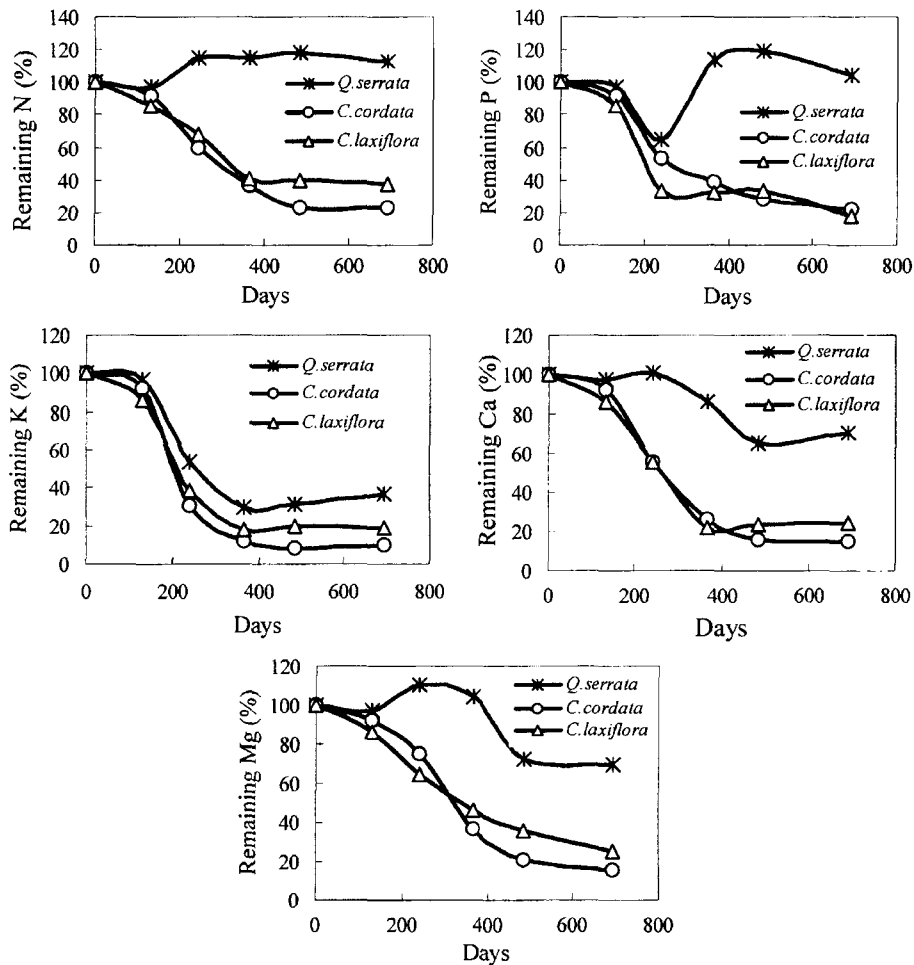 Remaining N (%)
140
120
100
80
60
40
20
0
0 200 400 600 800
Days
Q.serrata
C.cordata
C.laxiflora
Remaining P (%)
140
120
100
80
60
40
20
0
0 200 400 600 800
Days
Q.serrata
C.cordata
C.laxiflora
Remaining K (%)
120
100
80
60
40
20
0
0 200 400 600 800
Days
Q.serrata
C.cordata
C.laxiflora
Remaining Ca (%)
120
100
80
60
40
20
0
0 200 400 600 800
Days
Q.serrata
C.cordata
C.laxiflora
Remaining Mg (%)
120
100
80
60
40
20
0
0 200 400 600 800
Days
Q.serrata
C.cordata
C.laxiflora